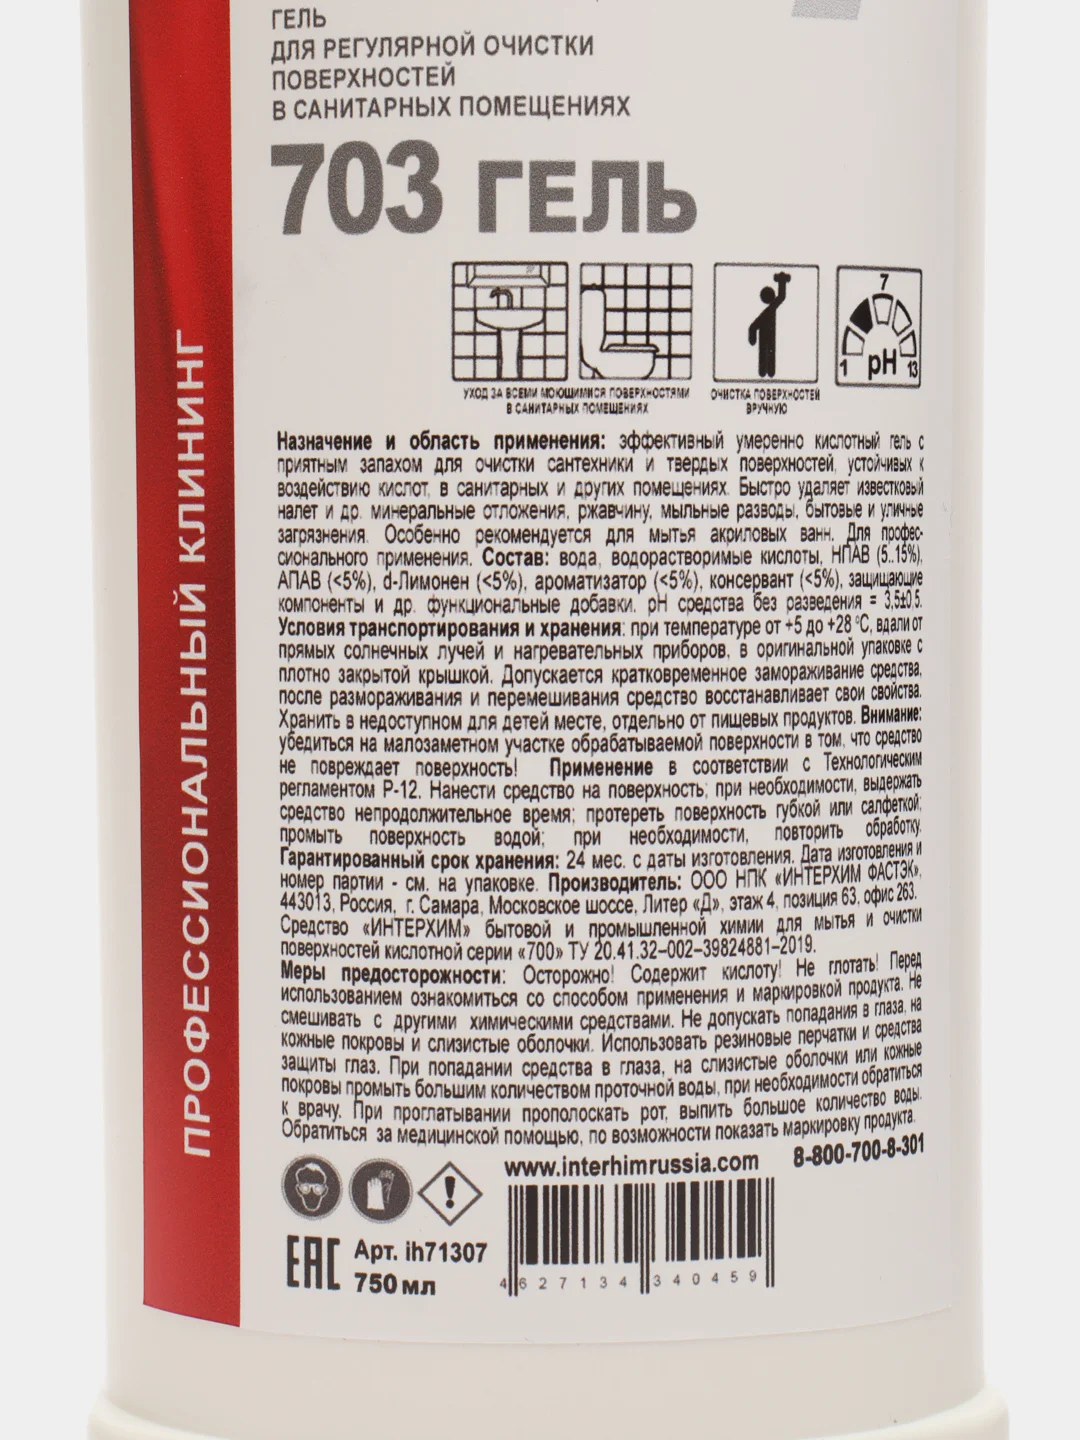 ГЕЛЬ
ДЛЯ РЕГУЛЯРНОЙ ОЧИСТКИ
ПОВЕРХНОСТЕЙ
В САНИТАРНЫХ ПОМЕЩЕНИЯХ
703 ГЕЛЬ
7
1 pH 13
УХОД ЗА ВСЕМИ МОЮЩИМИСЯ ПОВЕРХНОСТЯМИ
В САНИТАРНЫХ ПОМЕЩЕНИЯХ
ОЧИСТКА ПОВЕРХНОСТЕЙ
ВРУЧНУЮ
ПРОФЕССИОНАЛЬНЫЙ КЛИНИНГ
Назначение и область применения: эффективный умеренно кислотный гель с
приятным запахом для очистки сантехники и твердых поверхностей, устойчивых к
воздействию кислот, в санитарных и других помещениях. Быстро удаляет известковый
налет и др. минеральные отложения, ржавчину, мыльные разводы, бытовые и уличные
загрязнения. Особенно рекомендуется для мытья акриловых ванн. Для профес-
сионального применения. Состав: вода, водорастворимые кислоты, НПАВ (5..15%),
АПАВ (<5%), d-Лимонен (<5%), ароматизатор (<5%), консервант (<5%), защищающие
компоненты и др. функциональные добавки. pH средства без разведения = 3,5±0,5.
Условия транспортирования и хранения: при температуре от +5 до +28 °С, вдали от
прямых солнечных лучей и нагревательных приборов, в оригинальной упаковке с
плотно закрытой крышкой. Допускается кратковременное замораживание средства,
после размораживания и перемешивания средство восстанавливает свои свойства.
Хранить в недоступном для детей месте, отдельно от пищевых продуктов. Внимание:
убедиться на малозаметном участке обрабатываемой поверхности в том, что средство
не повреждает поверхность! Применение в соответствии с Технологическим
регламентом Р-12. Нанести средство на поверхность; при необходимости, выдержать
средство непродолжительное время; протереть поверхность губкой или салфеткой;
промыть поверхность водой; при необходимости, повторить обработку.
Гарантированный срок хранения: 24 мес. с даты изготовления. Дата изготовления и
номер партии - см. на упаковке. Производитель: ООО НПК «ИНТЕРХИМ ФАСТЭК»,
443013, Россия, г. Самара, Московское шоссе, Литер «Д», этаж 4, позиция 63, офис 263.
Средство «ИНТЕРХИМ» бытовой и промышленной химии для мытья и очистки
поверхностей кислотной серии «700» ТУ 20.41.32–002–39824881–2019.
Меры предосторожности: Осторожно! Содержит кислоту! Не глотать! Перед
использованием ознакомиться со способом применения и маркировкой продукта. Не
смешивать с другими химическими средствами. Не допускать попадания в глаза, на
кожные покровы и слизистые оболочки. Использовать резиновые перчатки и средства
защиты глаз. При попадании средства в глаза, на слизистые оболочки или кожные
покровы промыть большим количеством проточной воды, при необходимости обратиться
к врачу. При проглатывании прополоскать рот, выпить большое количество воды.
Обратиться за медицинской помощью, по возможности показать маркировку продукта.
www.interhimrussia.com 8-800-700-8-301
EAC Арт. ih71307
750 мл
4 627134 340459